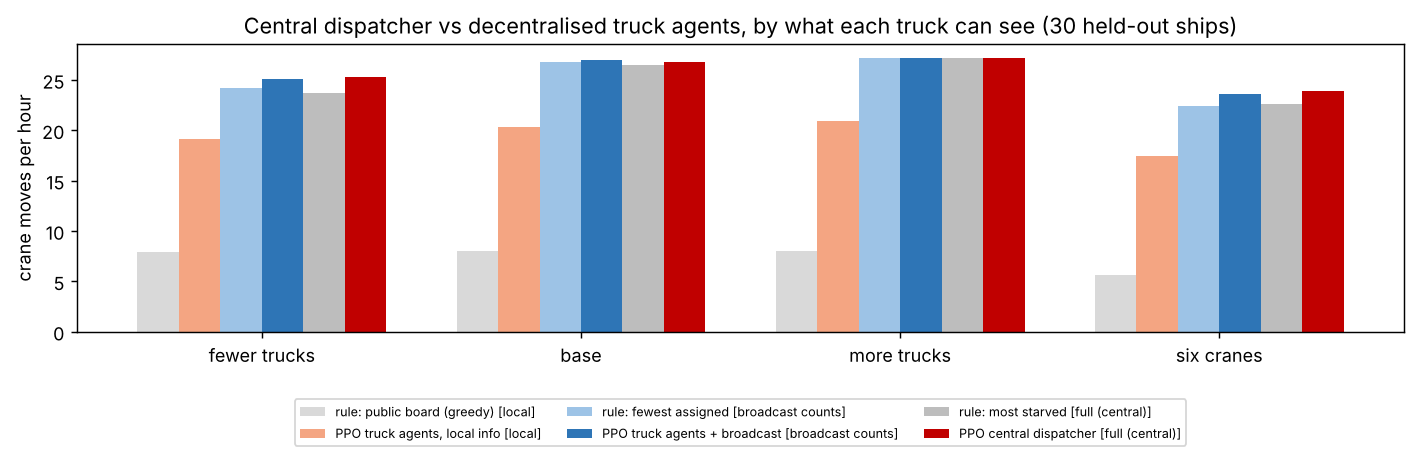 Central dispatcher vs decentralised truck agents, by what each truck can see (30 held-out ships)
crane moves per hour
25
20
15
10
5
0
fewer trucks
base
more trucks
six cranes
rule: public board (greedy) [local]
rule: fewest assigned [broadcast counts]
rule: most starved [full (central)]
PPO truck agents, local info [local]
PPO truck agents + broadcast [broadcast counts]
PPO central dispatcher [full (central)]